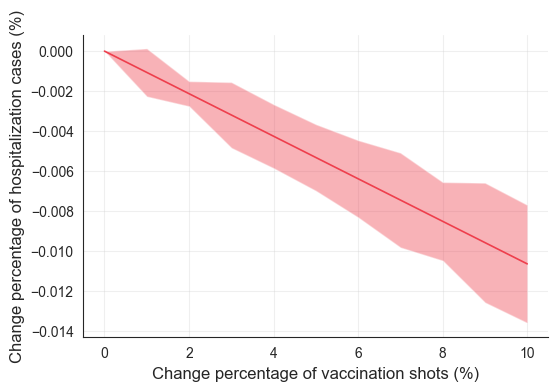 Change percentage of hospitalization cases (%)
0.000
−0.002
−0.004
−0.006
−0.008
−0.010
−0.012
−0.014
0 2 4 6 8 10
Change percentage of vaccination shots (%)